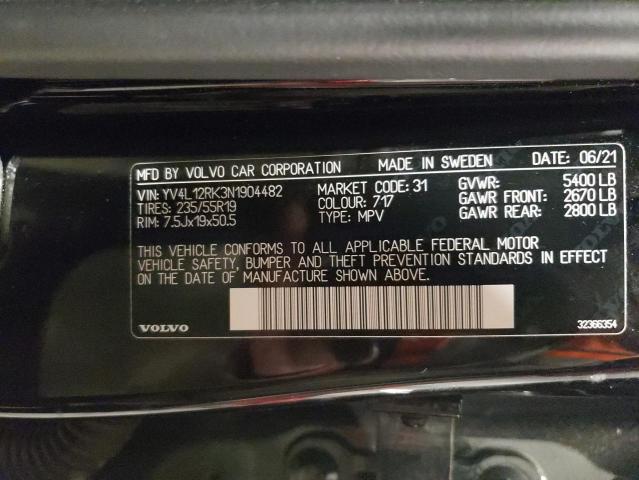 MFD BY VOLVO CAR CORPORATION MADE IN SWEDEN DATE: 06/21
VIN: YV4L12RK3N1904482 MARKET CODE: 31 GVWR: 5400 LB
TIRES: 235/55R19 COLOUR: 717 GAWR FRONT: 2670 LB
RIM: 7.5Jx19x50.5 TYPE: MPV GAWR REAR: 2800 LB
THIS VEHICLE CONFORMS TO ALL APPLICABLE FEDERAL MOTOR
VEHICLE SAFETY, BUMPER AND THEFT PREVENTION STANDARDS IN EFFECT
ON THE DATE OF MANUFACTURE SHOWN ABOVE.
VOLVO 32366354